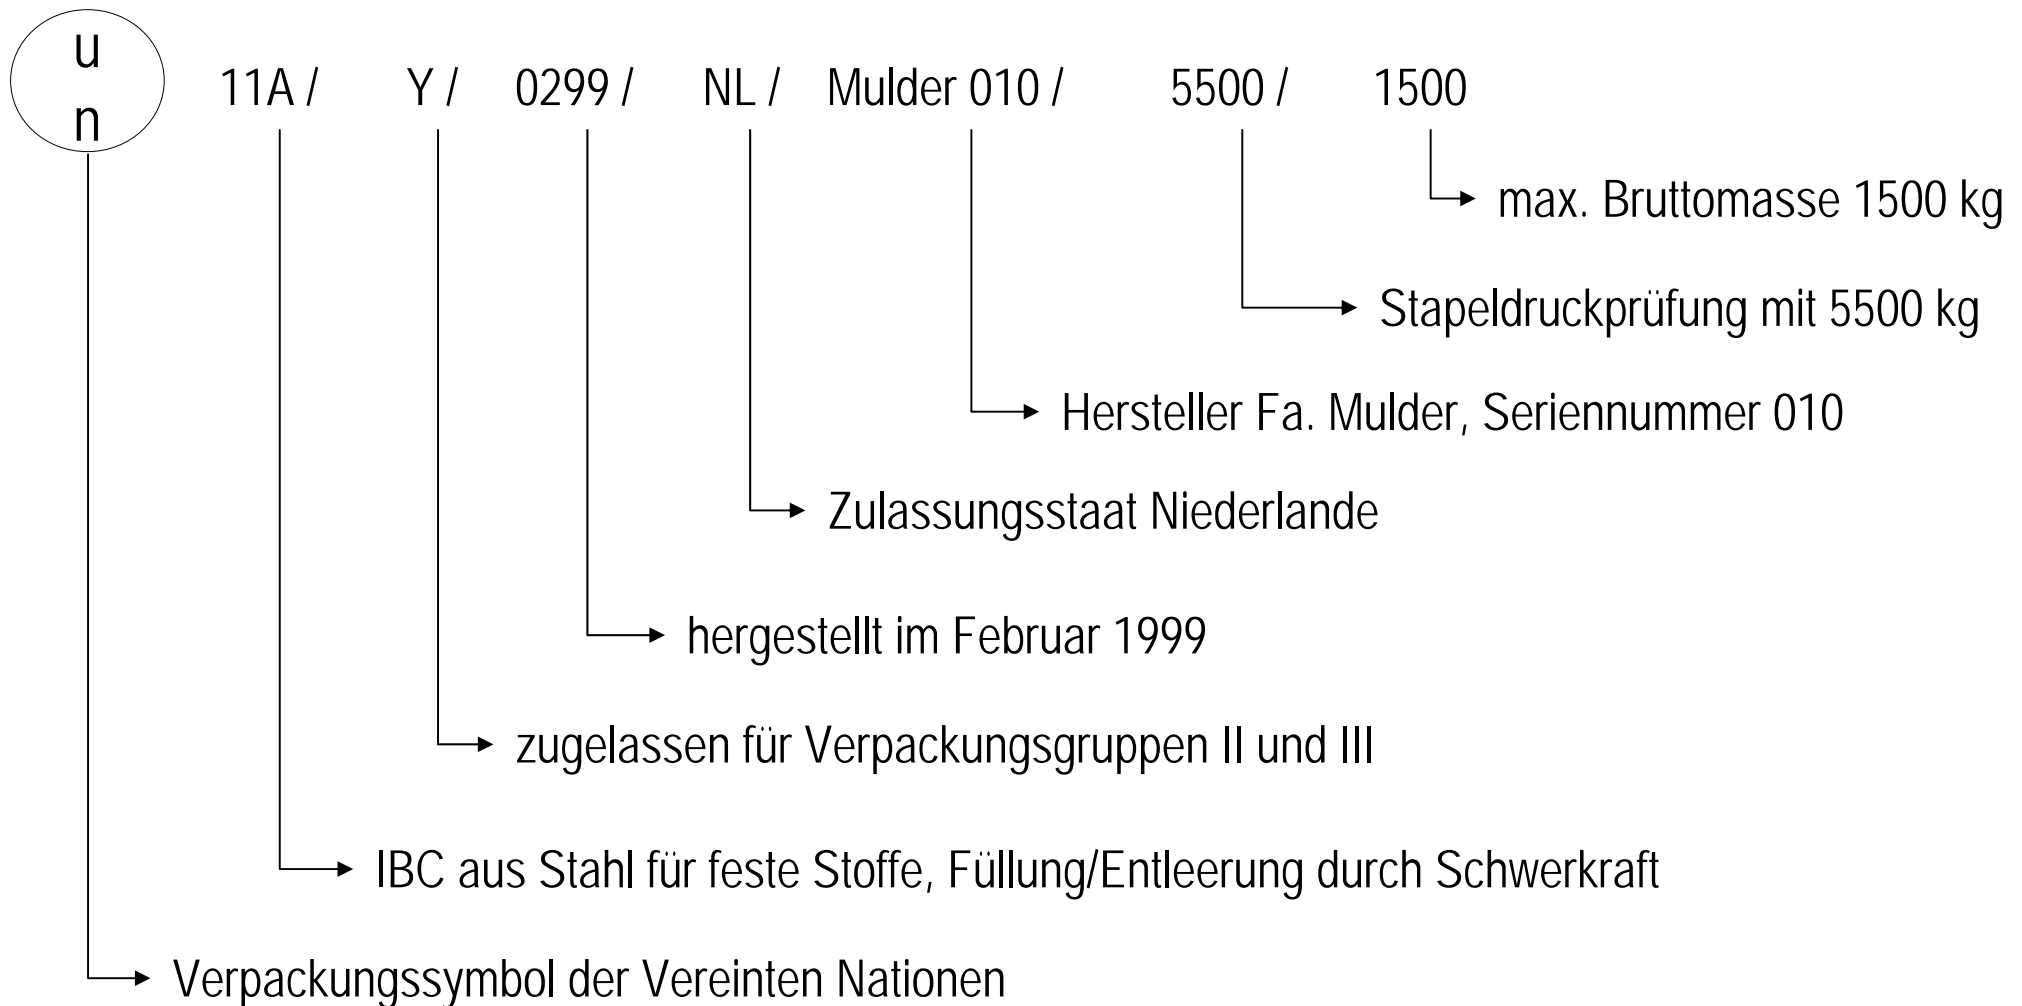 u
n
11A / Y / 0299 / NL / Mulder 010 / 5500 / 1500
max. Bruttomasse 1500 kg
Stapeldruckprüfung mit 5500 kg
Hersteller Fa. Mulder, Seriennummer 010
Zulassungsstaat Niederlande
hergestellt im Februar 1999
zugelassen für Verpackungsgruppen II und III
IBC aus Stahl für feste Stoffe, Füllung/Entleerung durch Schwerkraft
Verpackungssymbol der Vereinten Nationen